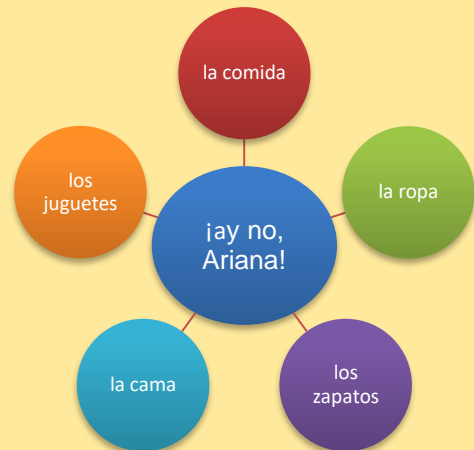 la comida
los
juguetes
la ropa
¡ay no,
Ariana!
la cama
los
zapatos